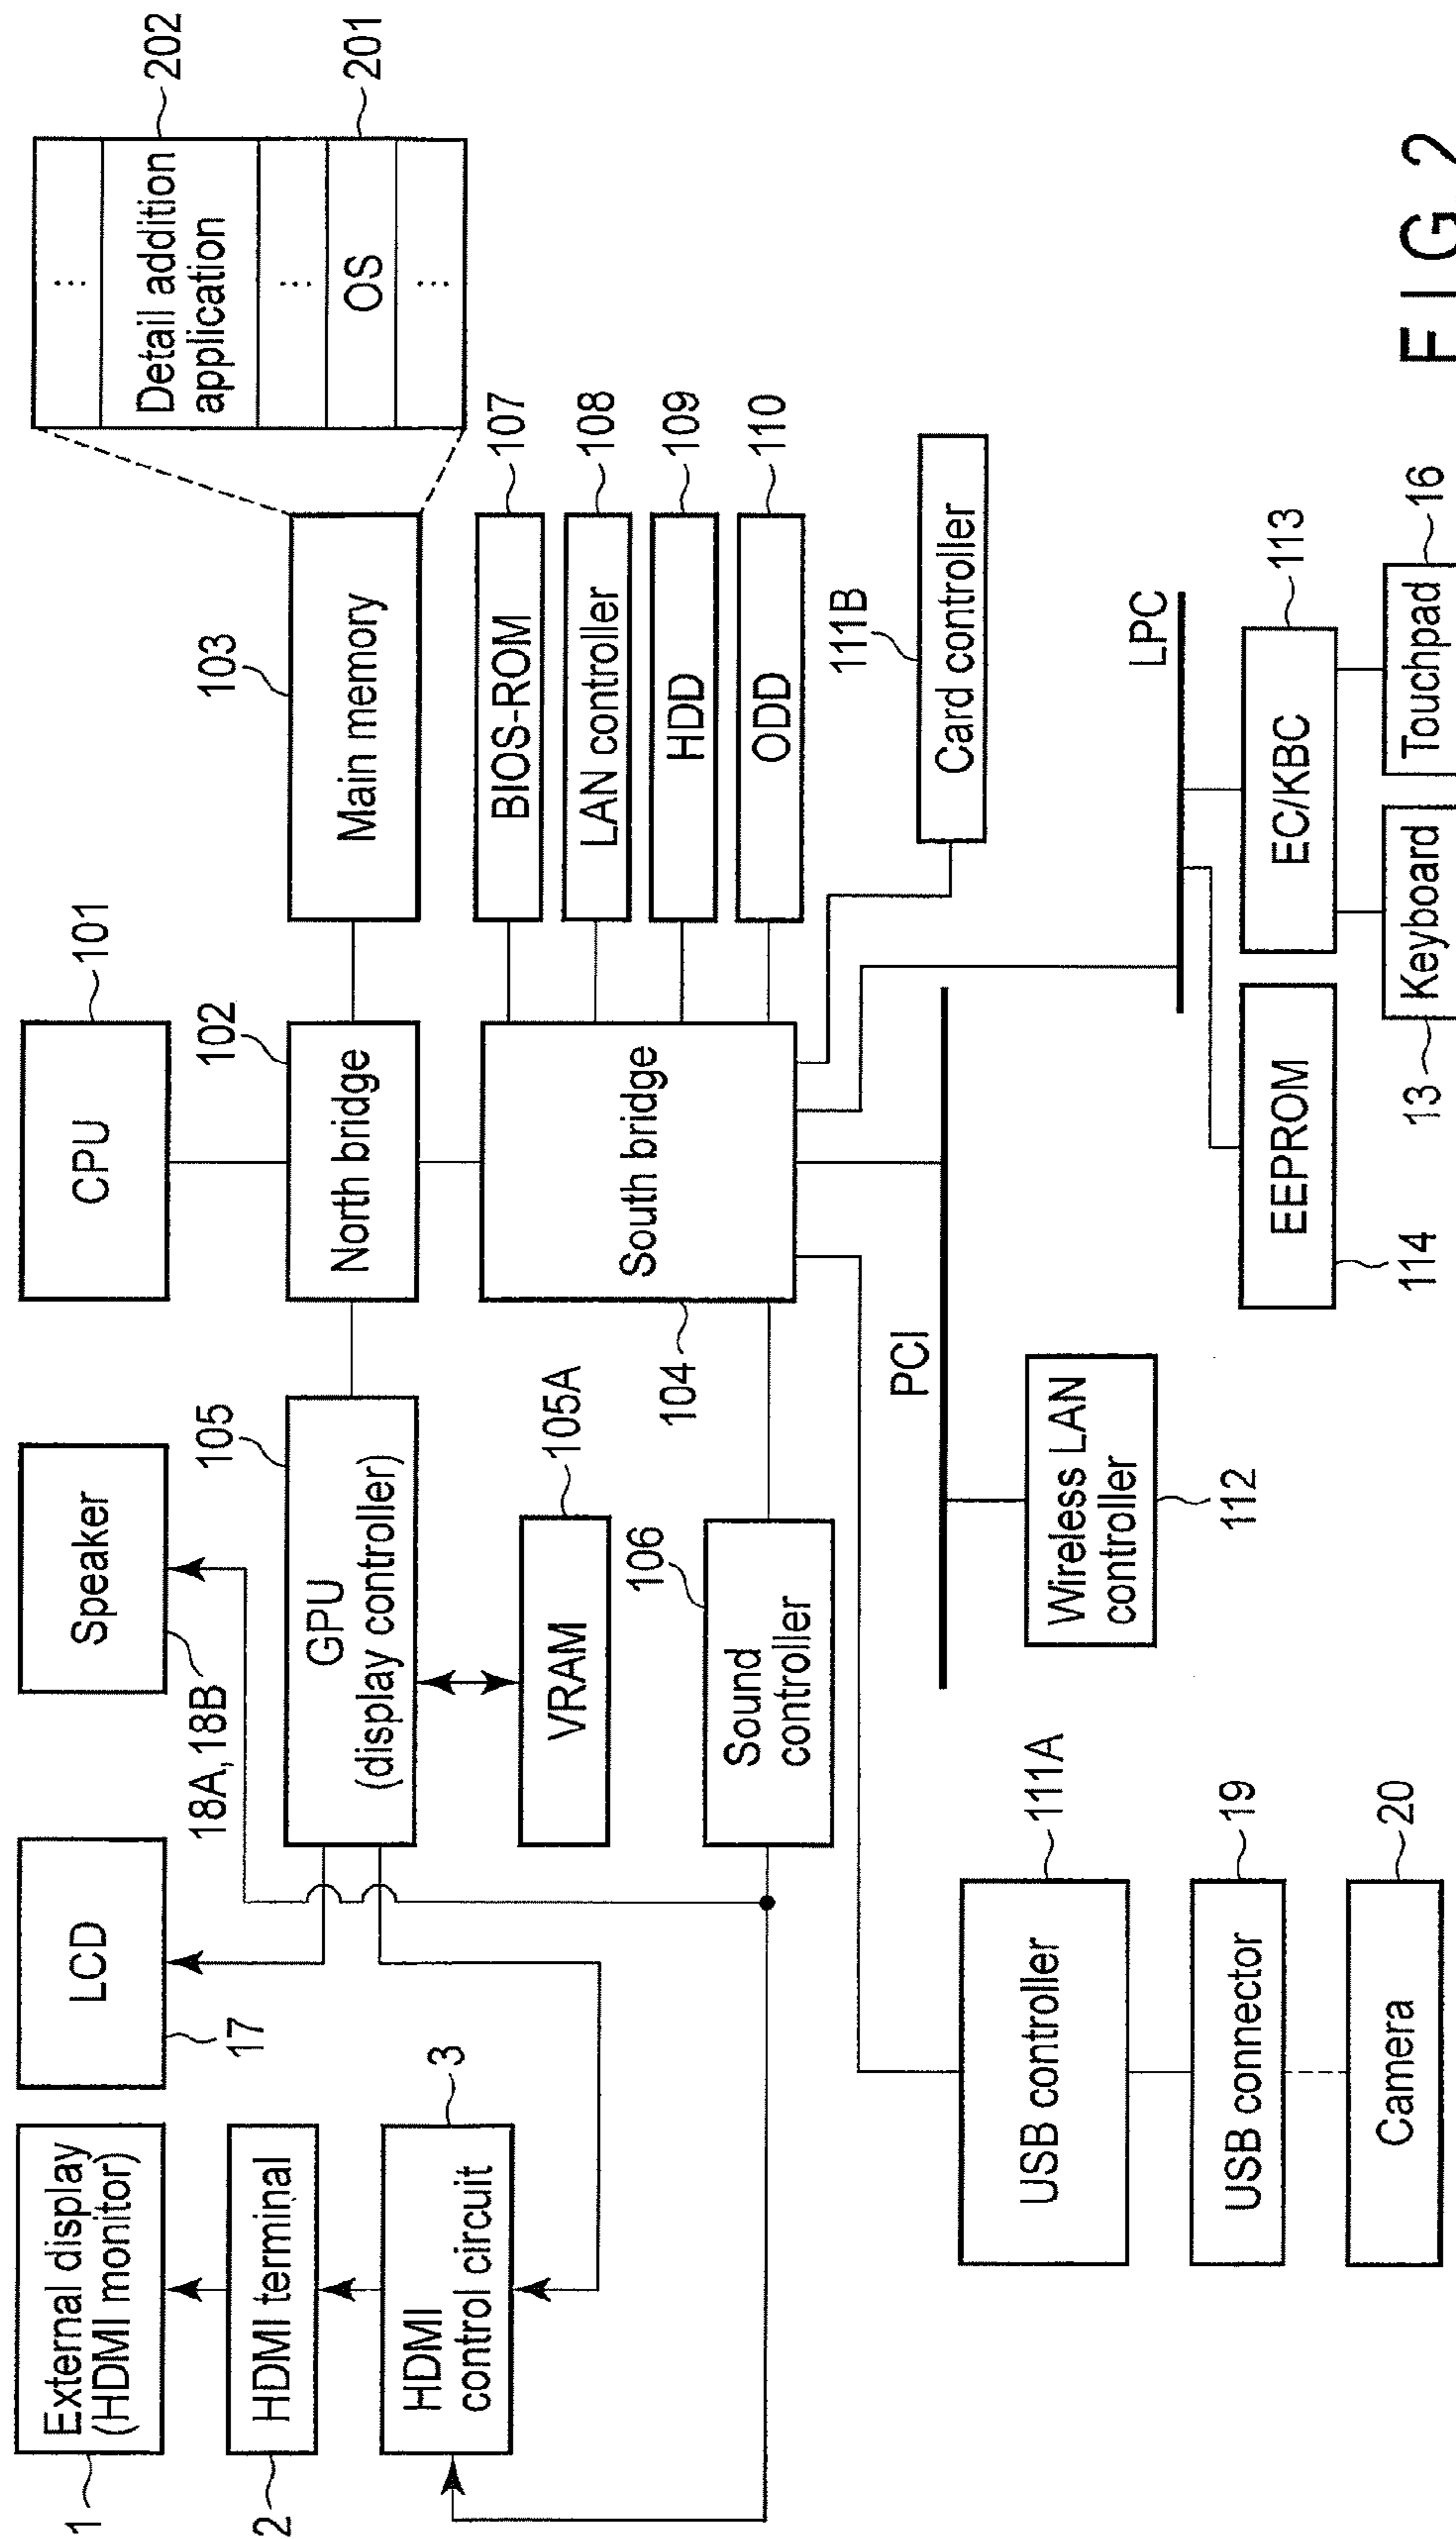 1
External display
(HDMI monitor)
2
HDMI terminal
3
HDMI
control circuit
LCD
17
Speaker
18A, 18B
105
GPU
(display controller)
105A
VRAM
106
Sound
controller
CPU
101
102
North bridge
103
Main memory
⋮
Detail addition
application
202
⋮
OS
201
⋮
South bridge
104
BIOS-ROM
107
LAN controller
108
HDD
109
ODD
110
111B
Card controller
USB controller
111A
USB connector
19
Camera
20
PCI
Wireless LAN
controller
112
LPC
EEPROM
114
EC/KBC
113
13
Keyboard
Touchpad
16
FIG 2